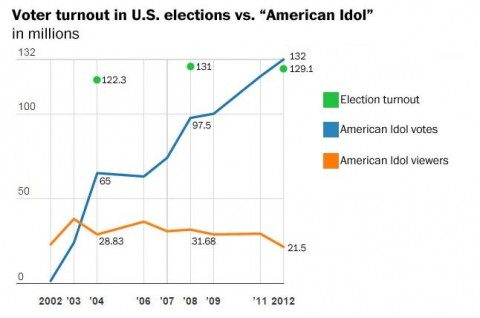 Voter turnout in U.S. elections vs. “American Idol”
in millions
132
100
50
0
122.3
131
132
129.1
97.5
65
28.83
31.68
21.5
2002 '03 '04 '06 '07 '08 '09 '11 2012
Election turnout
American Idol votes
American Idol viewers